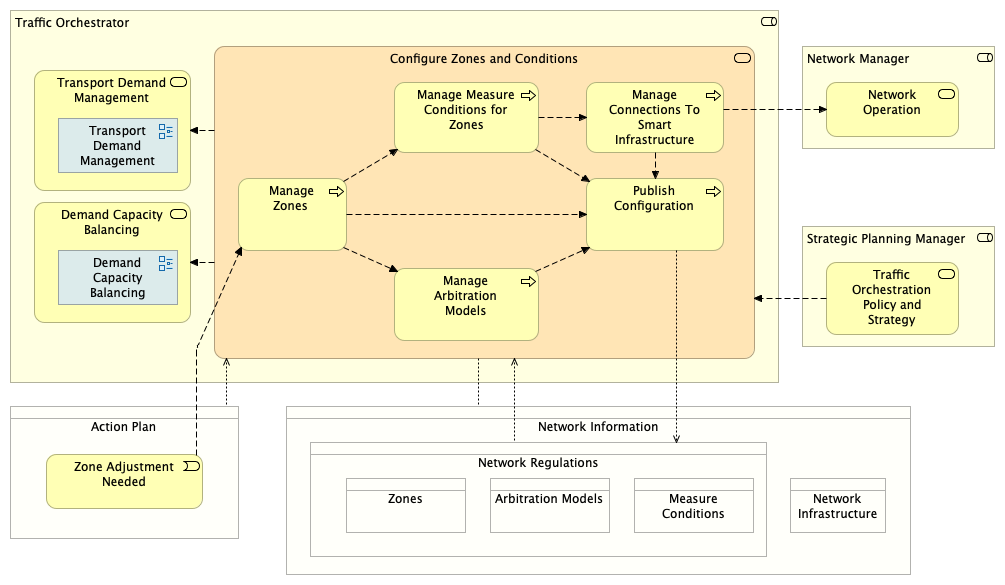 Traffic Orchestrator
Configure Zones and Conditions
Transport Demand
Management
Transport
Demand
Management
Demand Capacity
Balancing
Demand
Capacity
Balancing
Manage Measure
Conditions for
Zones
Manage
Connections To
Smart
Infrastructure
Manage
Zones
Publish
Configuration
Manage
Arbitration
Models
Network Manager
Network
Operation
Strategic Planning Manager
Traffic
Orchestration
Policy and
Strategy
Action Plan
Zone Adjustment
Needed
Network Information
Network Regulations
Zones
Arbitration Models
Measure
Conditions
Network
Infrastructure